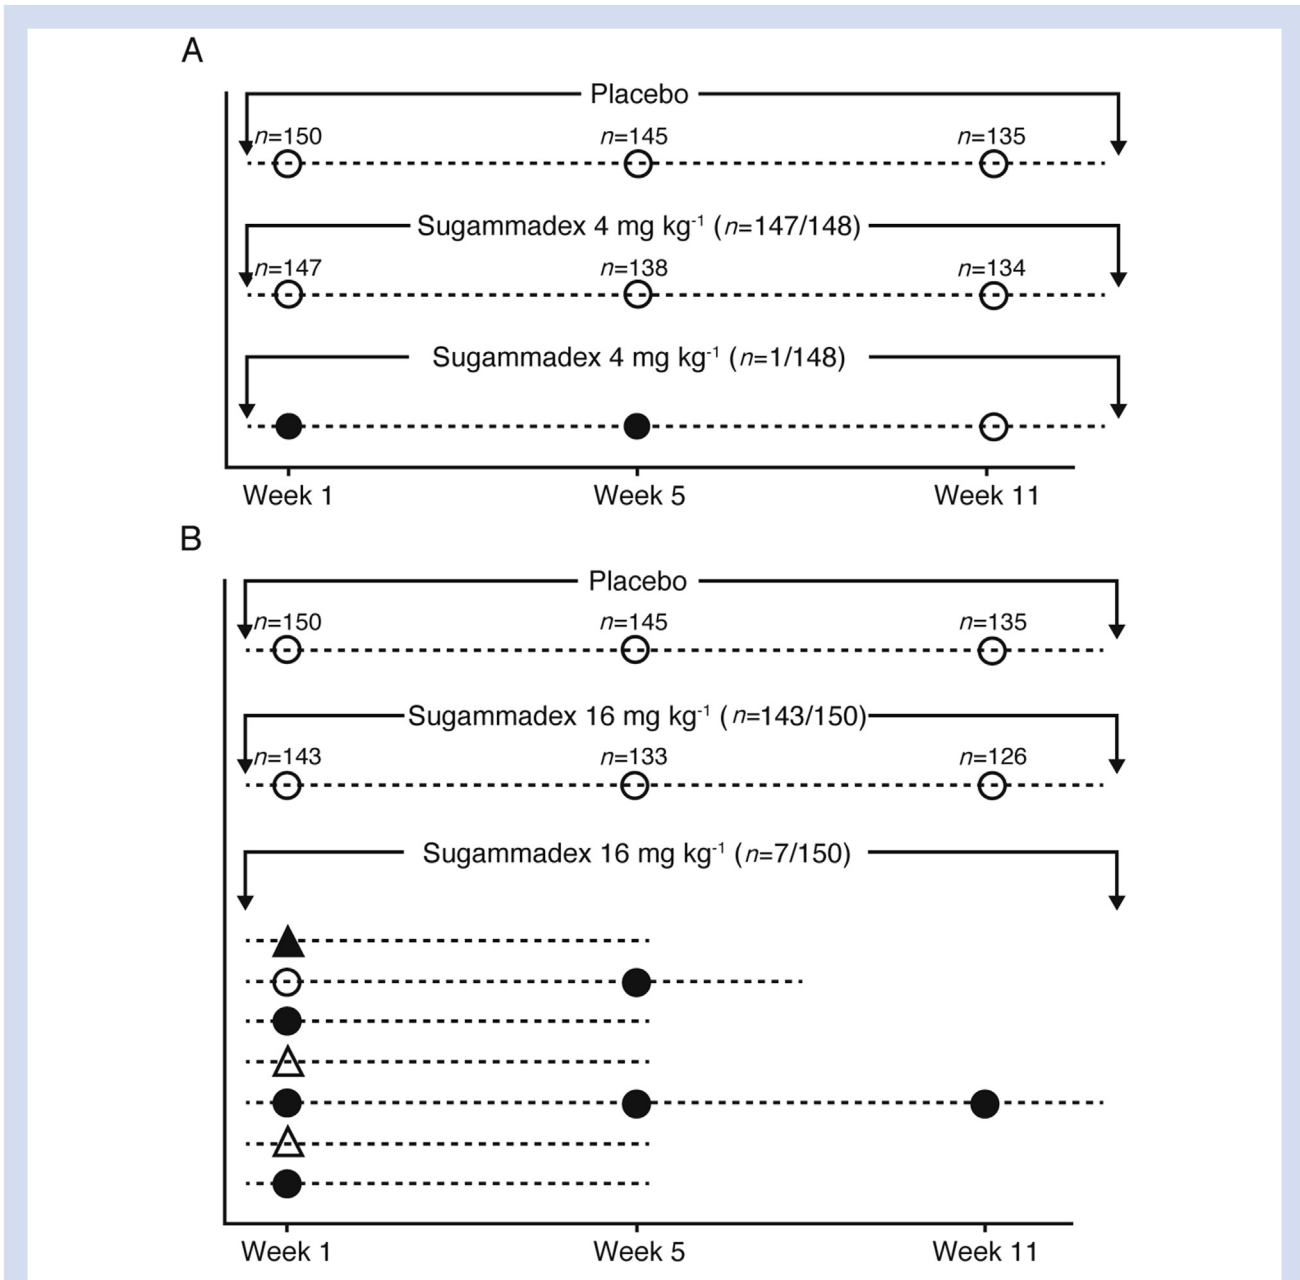 A
Placebo
n=150 n=145 n=135
Sugammadex 4 mg kg⁻¹ (n=147/148)
n=147 n=138 n=134
Sugammadex 4 mg kg⁻¹ (n=1/148)
Week 1 Week 5 Week 11
B
Placebo
n=150 n=145 n=135
Sugammadex 16 mg kg⁻¹ (n=143/150)
n=143 n=133 n=126
Sugammadex 16 mg kg⁻¹ (n=7/150)
Week 1 Week 5 Week 11